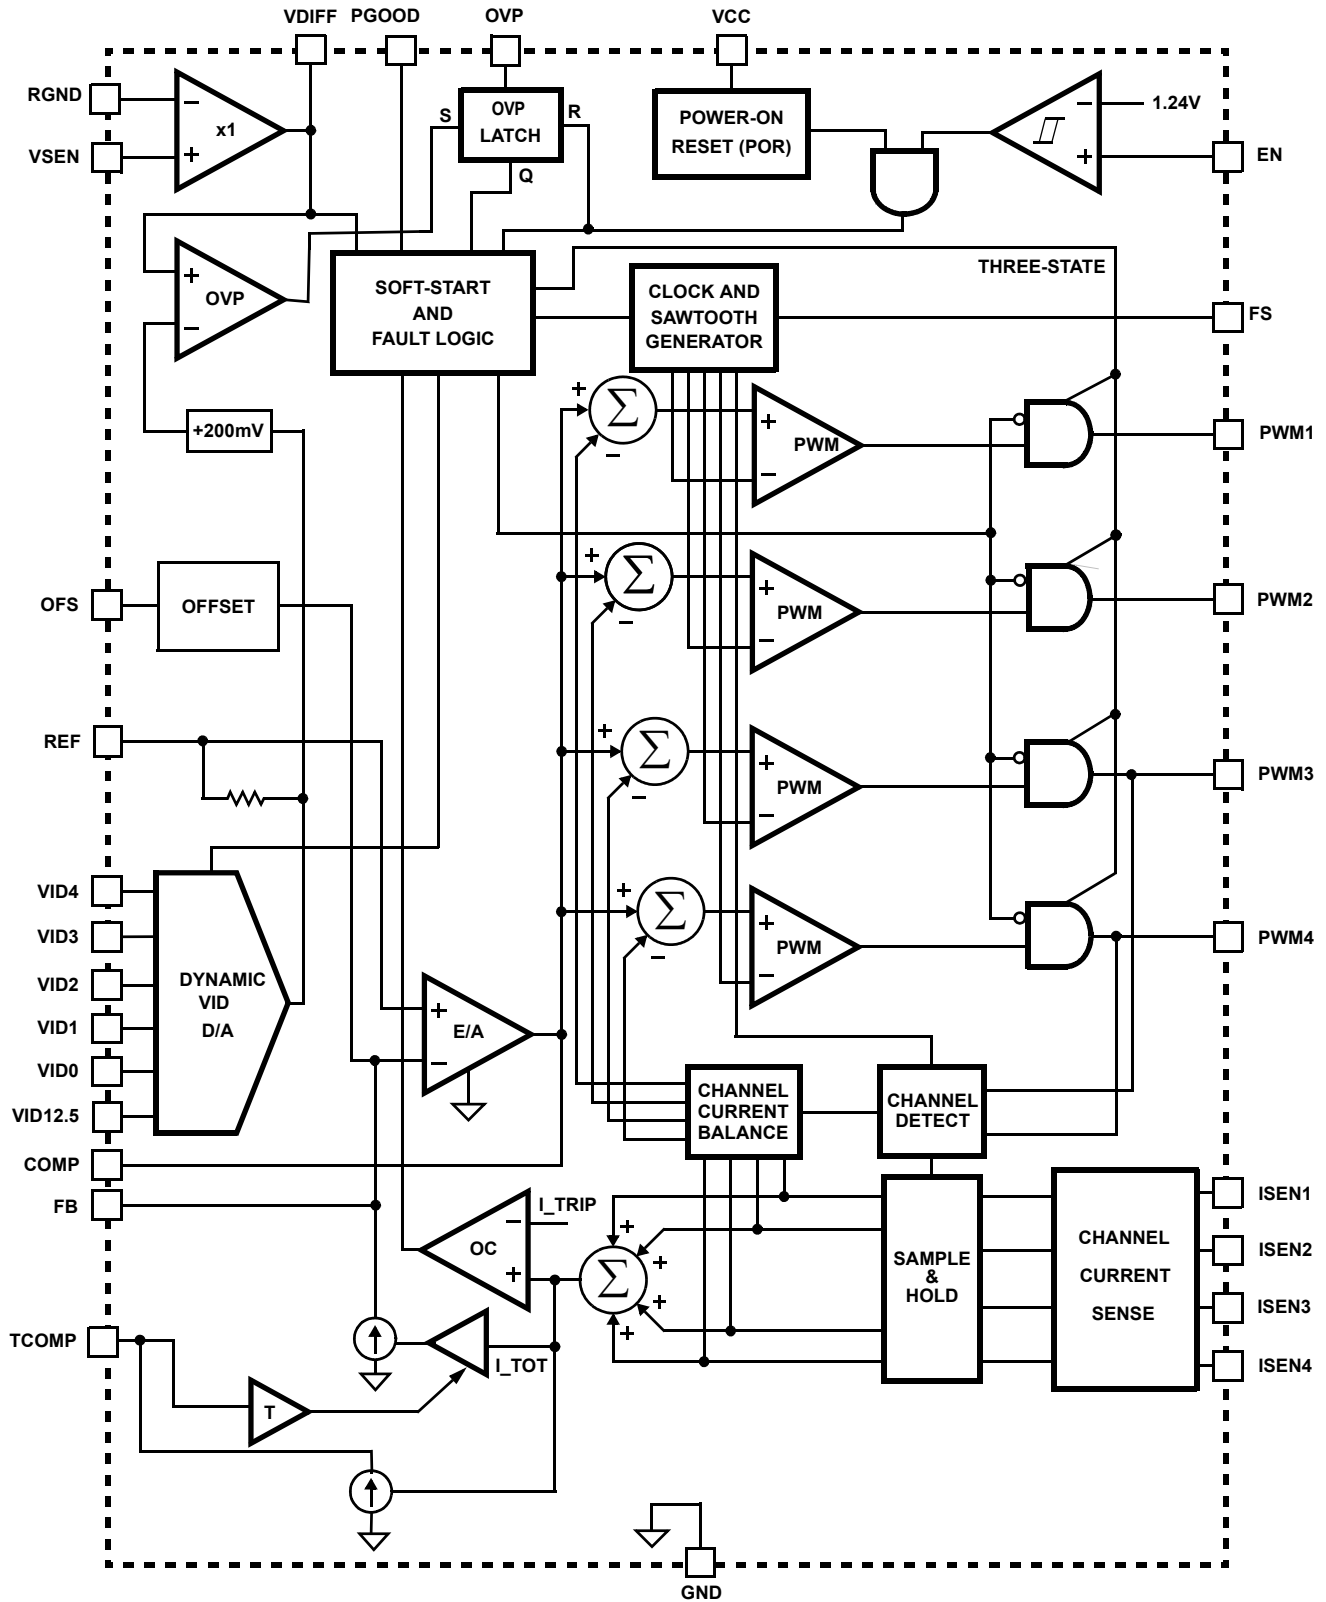 VDIFF PGOOD OVP VCC
RGND
VSEN
x1
−
+
S
OVP
LATCH
R
Q
POWER-ON
RESET (POR)
−
+
1.24V
EN
+
−
OVP
SOFT-START
AND
FAULT LOGIC
CLOCK AND
SAWTOOTH
GENERATOR
THREE-STATE
FS
+200mV
+
Σ
−
+
−
PWM
PWM1
OFS
OFFSET
+
Σ
−
+
−
PWM
PWM2
REF
+
Σ
−
+
−
PWM
PWM3
VID4
VID3
VID2
VID1
VID0
VID12.5
DYNAMIC
VID
D/A
+
Σ
−
+
−
PWM
PWM4
+
−
E/A
COMP
FB
CHANNEL
CURRENT
BALANCE
CHANNEL
DETECT
I_TRIP
−
+
OC
+
+
+
+
Σ
SAMPLE
&
HOLD
CHANNEL
CURRENT
SENSE
ISEN1
ISEN2
ISEN3
ISEN4
TCOMP
I_TOT
T
GND